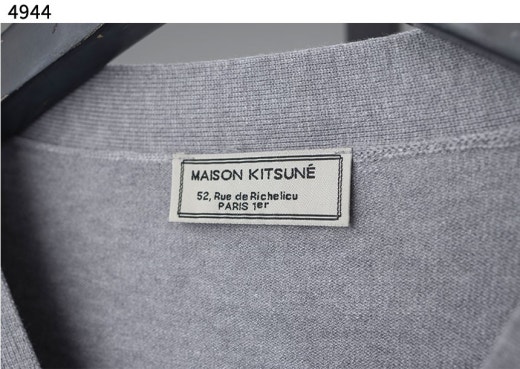 4944
MAISON KITSUNÉ
52, Rue de Richelicu
PARIS 1er